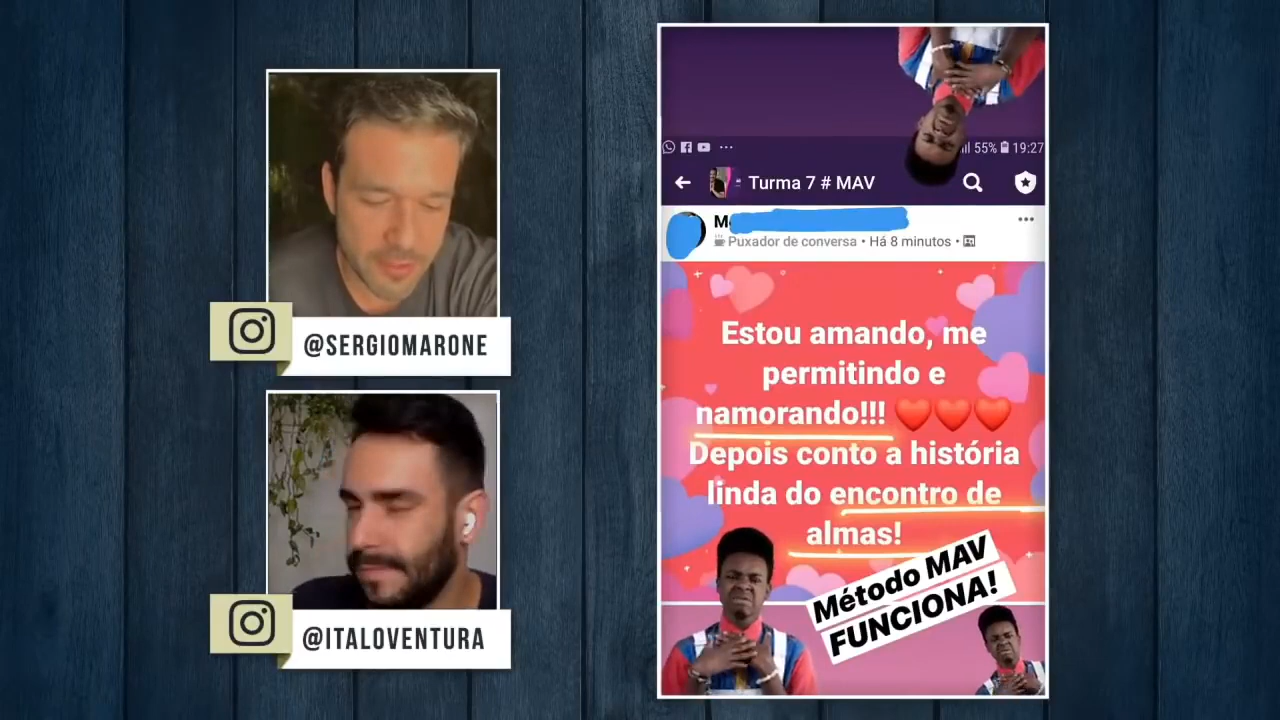 @SERGIOMARONE
@ITALOVENTURA
55% 19:27
Turma 7 # MAV
Puxador de conversa • Há 8 minutos •
Estou amando, me
permitindo e
namorando!!! ❤️❤️❤️
Depois conto a história
linda do encontro de
almas!
Método MAV
FUNCIONA!